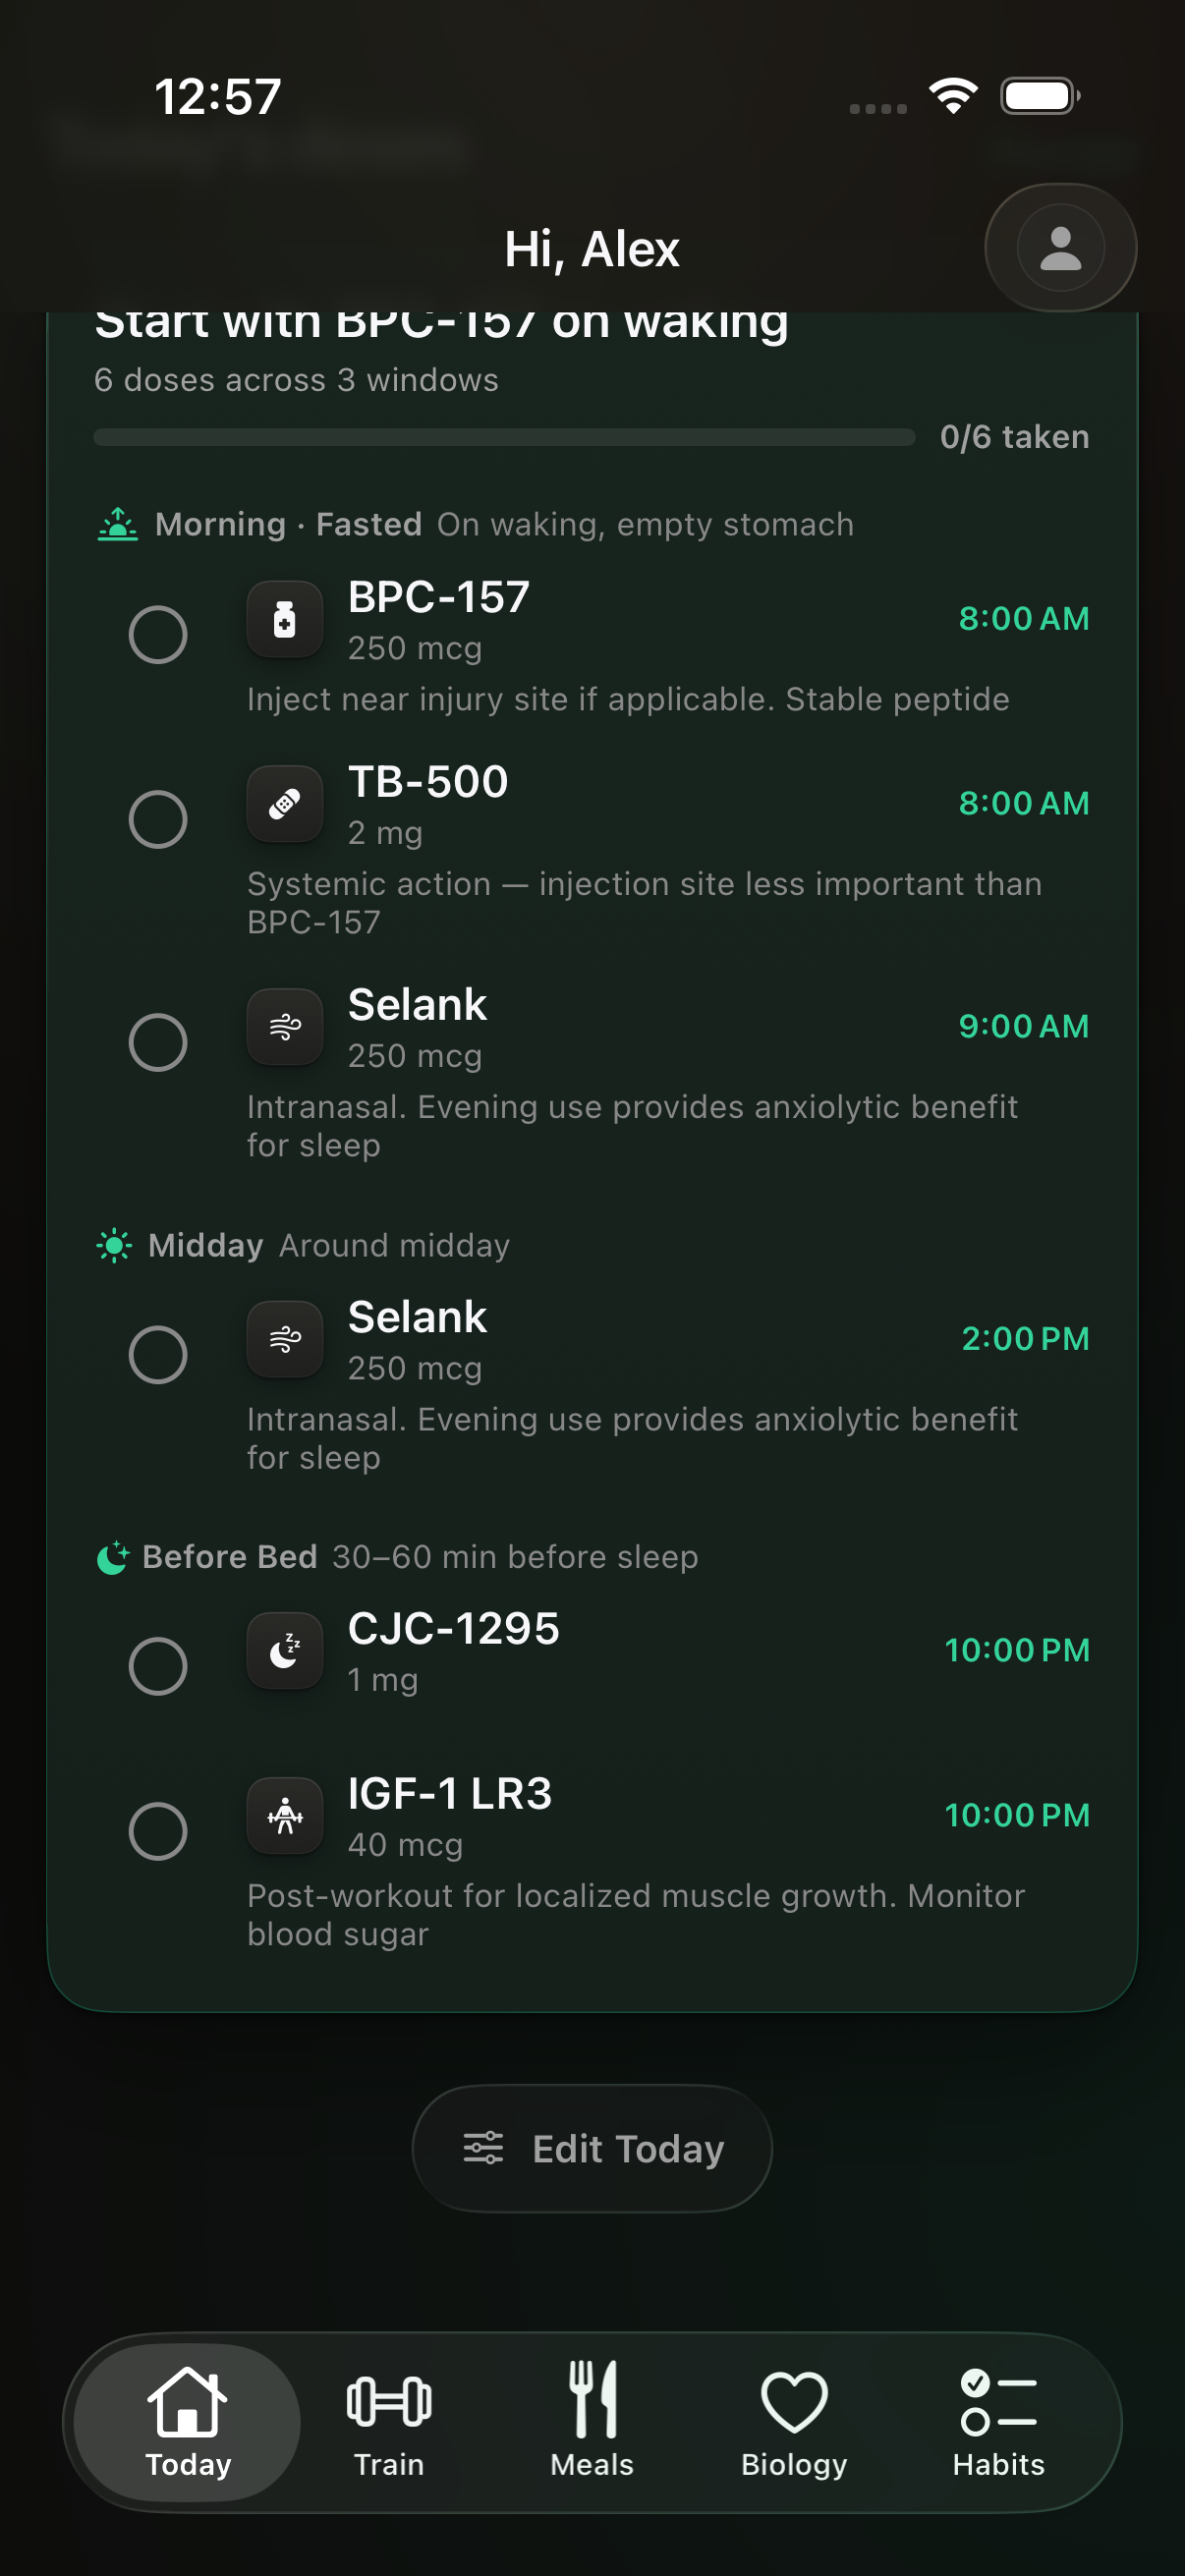 12:57
Hi, Alex
Start with BPC-157 on waking
6 doses across 3 windows
0/6 taken
Morning · Fasted On waking, empty stomach
BPC-157
8:00 AM
250 mcg
Inject near injury site if applicable. Stable peptide
TB-500
8:00 AM
2 mg
Systemic action — injection site less important than
BPC-157
Selank
9:00 AM
250 mcg
Intranasal. Evening use provides anxiolytic benefit
for sleep
Midday Around midday
Selank
2:00 PM
250 mcg
Intranasal. Evening use provides anxiolytic benefit
for sleep
Before Bed 30–60 min before sleep
CJC-1295
10:00 PM
1 mg
IGF-1 LR3
10:00 PM
40 mcg
Post-workout for localized muscle growth. Monitor
blood sugar
Edit Today
Today Train Meals Biology Habits